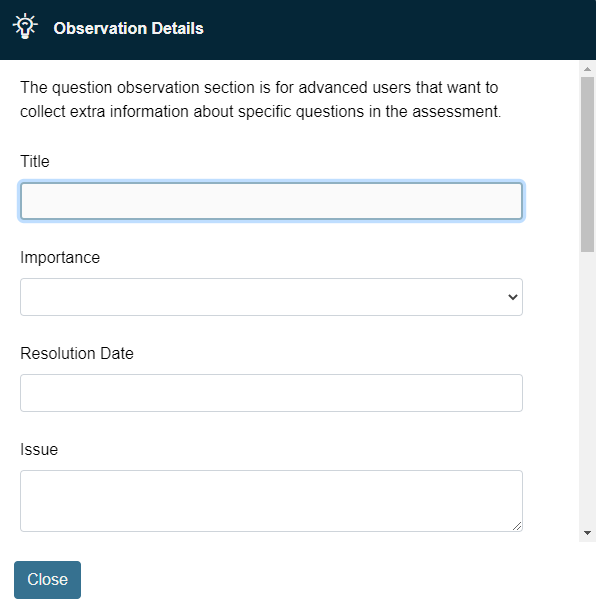 Observation Details
The question observation section is for advanced users that want to
collect extra information about specific questions in the assessment.
Title
Importance
Resolution Date
Issue
Close